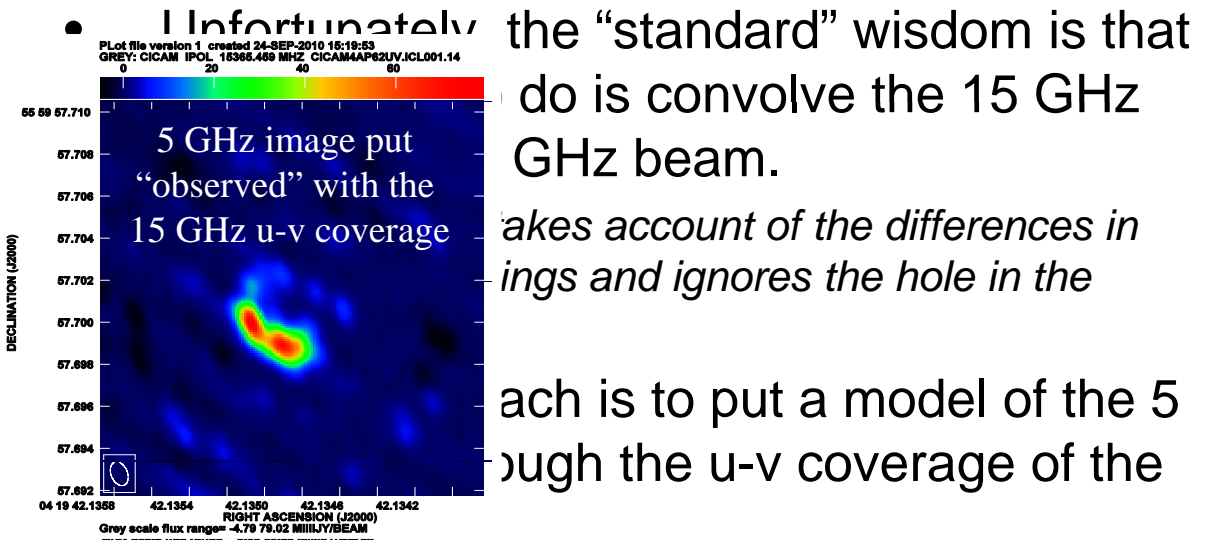 • Unfortunately, the “standard” wisdom is that
do is convolve the 15 GHz
GHz beam.
akes account of the differences in
ings and ignores the hole in the
ach is to put a model of the 5
ough the u-v coverage of the
PLot file version 1 created 24-SEP-2010 15:19:53
GREY: CICAM IPOL 15365.459 MHZ CICAM4AP62UV.ICL001.14
0 20 40 60
5 GHz image put
“observed” with the
15 GHz u-v coverage
DECLINATION (J2000)
55 59 57.710
57.708
57.706
57.704
57.702
57.700
57.698
57.696
57.694
57.692
04 19 42.1358 42.1354 42.1350 42.1346 42.1342
RIGHT ASCENSION (J2000)
Grey scale flux range= -4.79 79.02 MilliJY/BEAM